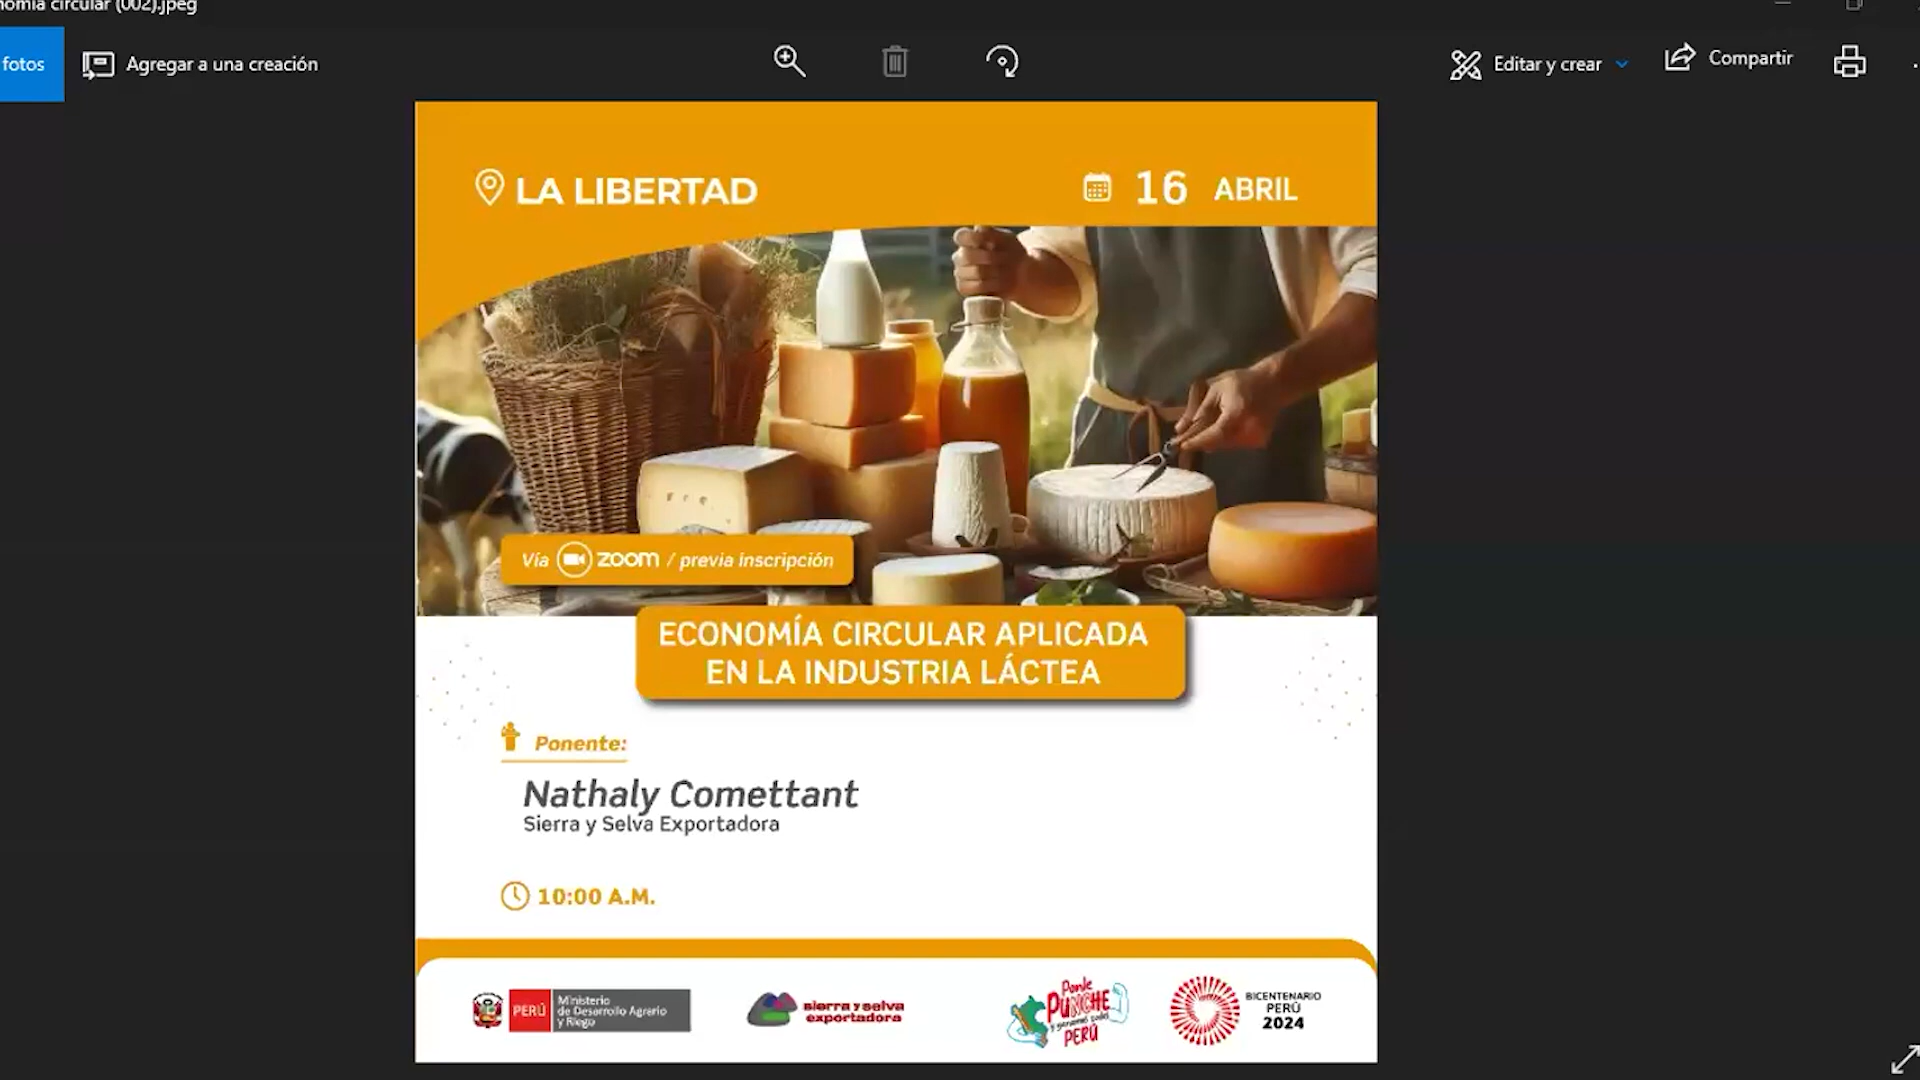 circular (002).jpeg
fotos
Agregar a una creación
Editar y crear
Compartir
LA LIBERTAD
16 ABRIL
Vía zoom / previa inscripción
ECONOMÍA CIRCULAR APLICADA
EN LA INDUSTRIA LÁCTEA
Ponente:
Nathaly Comettant
Sierra y Selva Exportadora
10:00 A.M.
PERÚ
Ministerio
de Desarrollo Agrario
y Riego
sierra y selva
exportadora
Ponle
PUNCHE
y ganamos todos
PERÚ
BICENTENARIO
PERÚ
2024